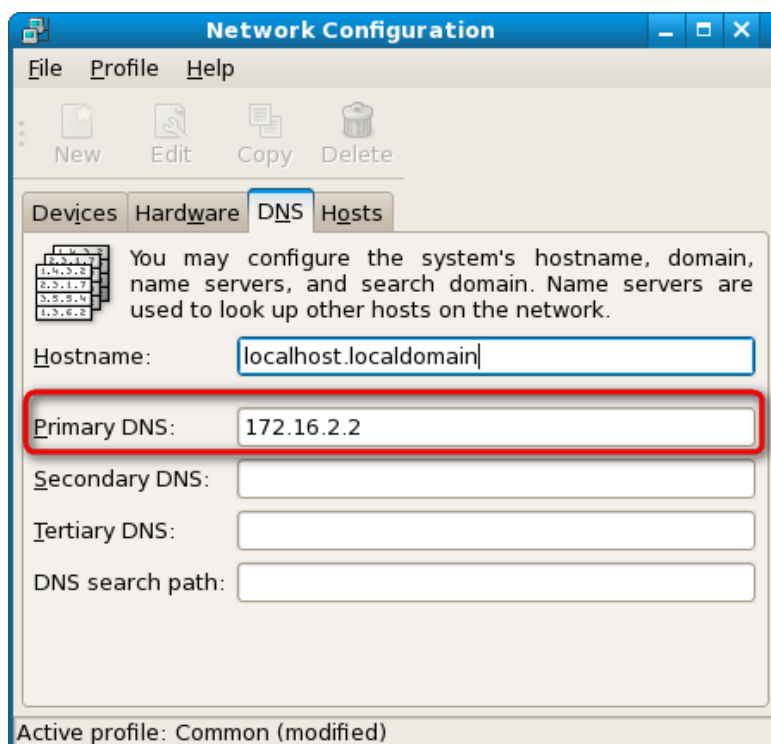 Network Configuration
File Profile Help
New Edit Copy Delete
Devices Hardware DNS Hosts
You may configure the system's hostname, domain,
name servers, and search domain. Name servers are
used to look up other hosts on the network.
Hostname: localhost.localdomain
Primary DNS: 172.16.2.2
Secondary DNS:
Tertiary DNS:
DNS search path:
Active profile: Common (modified)